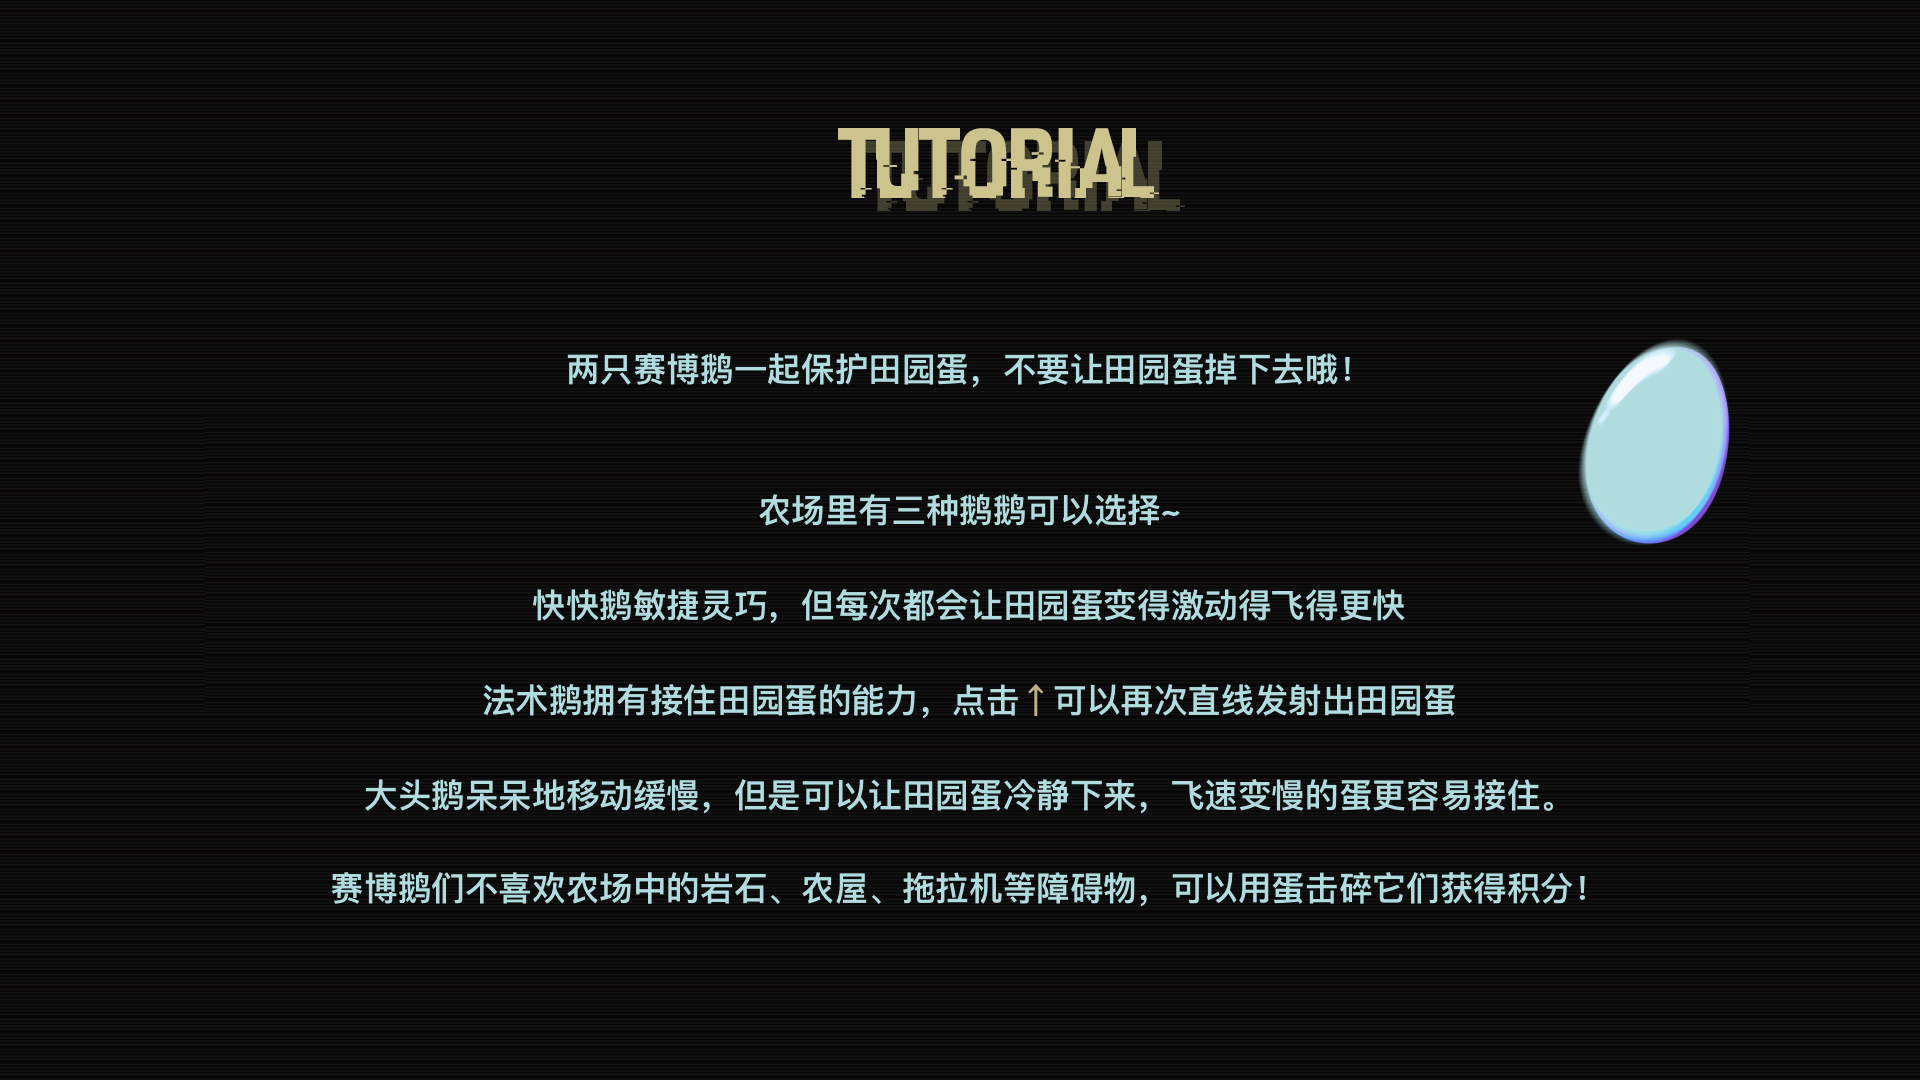 TUTORIAL
两只赛博鹅一起保护田园蛋，不要让田园蛋掉下去哦！
农场里有三种鹅鹅可以选择~
快快鹅敏捷灵巧，但每次都会让田园蛋变得激动得飞得更快
法术鹅拥有接住田园蛋的能力，点击↑可以再次直线发射出田园蛋
大头鹅呆呆地移动缓慢，但是可以让田园蛋冷静下来，飞速变慢的蛋更容易接住。
赛博鹅们不喜欢农场中的岩石、农屋、拖拉机等障碍物，可以用蛋击碎它们获得积分！